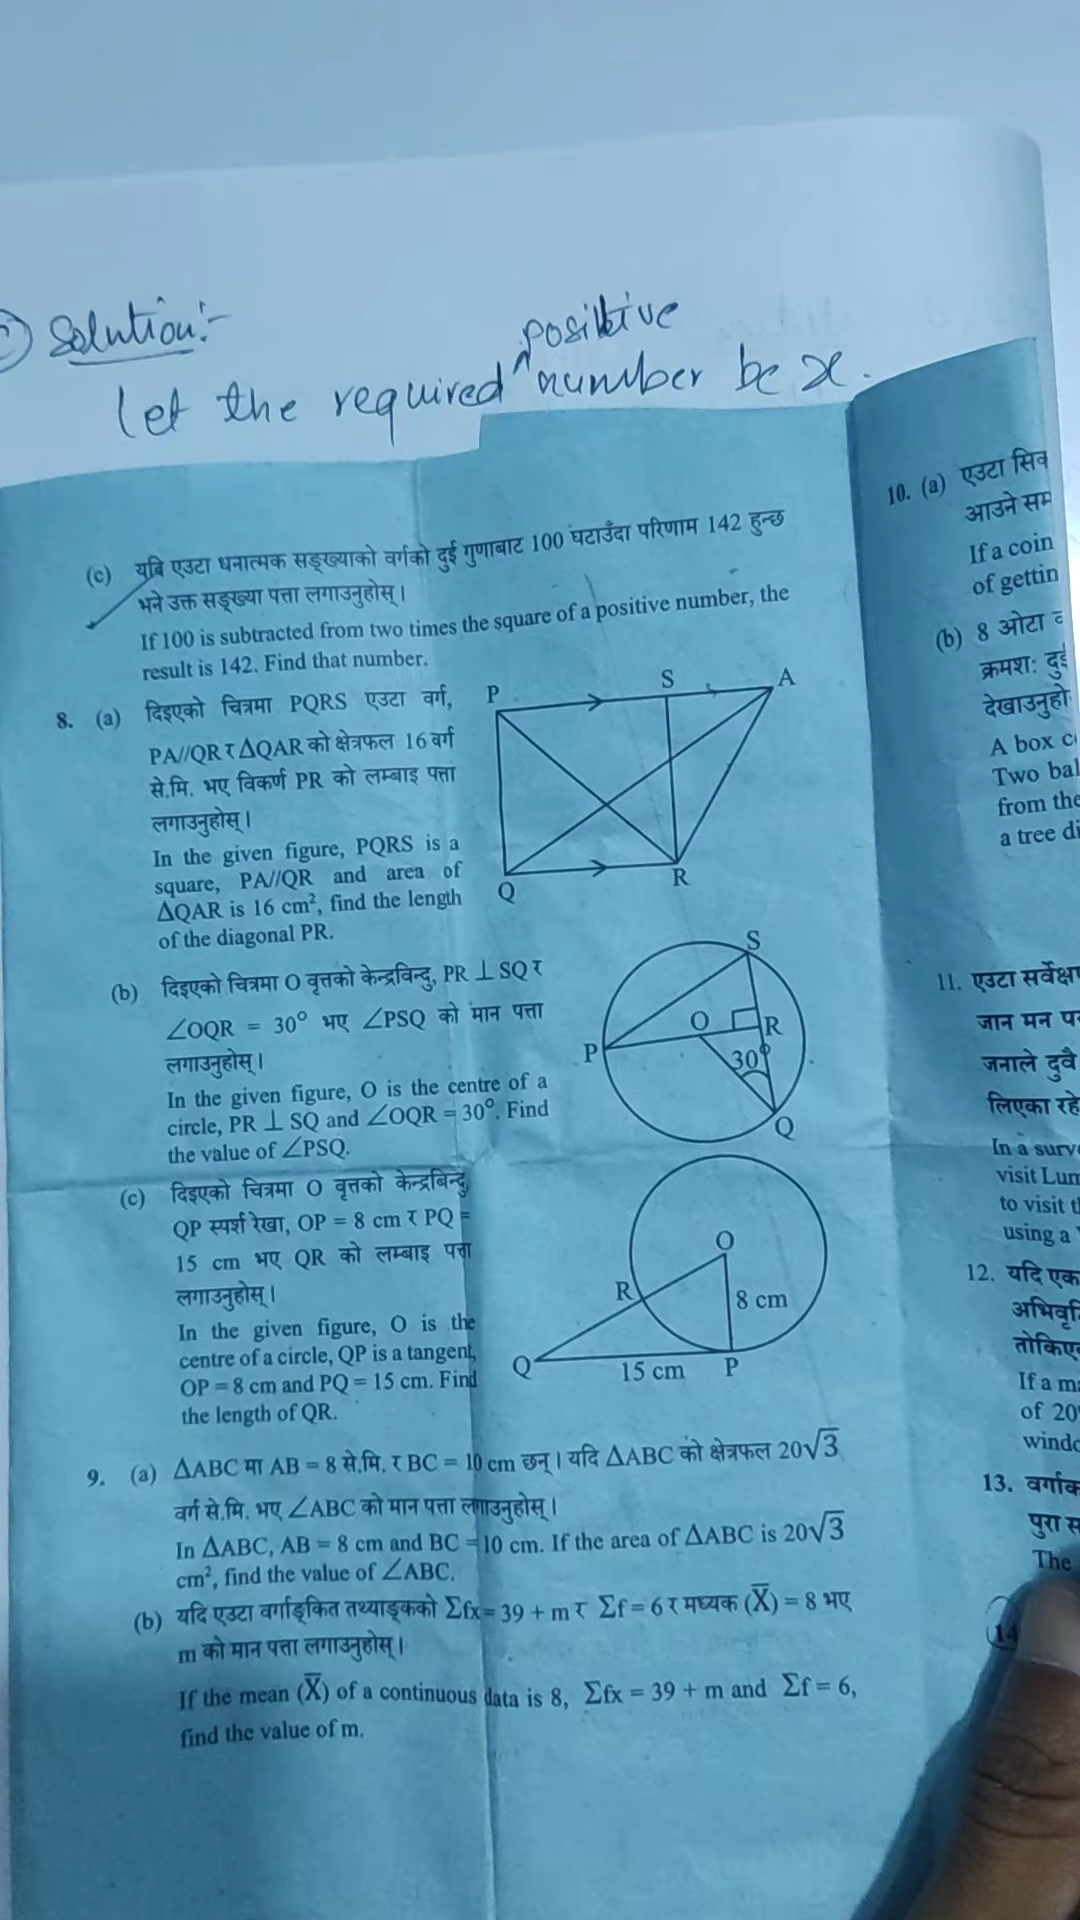 Solution:-
positive
Let the required ^ number be x.
(c) यदि एउटा धनात्मक सङ्ख्याको वर्गको दुई गुणाबाट 100 घटाउँदा परिणाम 142 हुन्छ
भने उक्त सङ्ख्या पत्ता लगाउनुहोस् ।
If 100 is subtracted from two times the square of a positive number, the
result is 142. Find that number.
8. (a) दिइएको चित्रमा PQRS एउटा वर्ग,
PA//QR र ΔQAR को क्षेत्रफल 16 वर्ग
से.मि. भए विकर्ण PR को लम्बाइ पत्ता
लगाउनुहोस् ।
In the given figure, PQRS is a
square, PA//QR and area of
ΔQAR is 16 cm², find the length
of the diagonal PR.
P S A
Q R
(b) दिइएको चित्रमा O वृत्तको केन्द्रविन्दु, PR ⊥ SQ र
∠OQR = 30° भए ∠PSQ को मान पत्ता
लगाउनुहोस् ।
In the given figure, O is the centre of a
circle, PR ⊥ SQ and ∠OQR = 30°. Find
the value of ∠PSQ.
S
O R
P 30°
Q
(c) दिइएको चित्रमा O वृत्तको केन्द्रबिन्दु,
QP स्पर्श रेखा, OP = 8 cm र PQ =
15 cm भए QR को लम्बाइ पत्ता
लगाउनुहोस् ।
In the given figure, O is the
centre of a circle, QP is a tangent,
OP = 8 cm and PQ = 15 cm. Find
the length of QR.
O
R 8 cm
Q 15 cm P
9. (a) ΔABC मा AB = 8 से.मि. र BC = 10 cm छन् । यदि ΔABC को क्षेत्रफल 20√3
वर्ग से.मि. भए ∠ABC को मान पत्ता लगाउनुहोस् ।
In ΔABC, AB = 8 cm and BC = 10 cm. If the area of ΔABC is 20√3
cm², find the value of ∠ABC.
(b) यदि एउटा वर्गाङ्कित तथ्याङ्कको Σfx = 39 + m र Σf = 6 र मध्यक (X̄) = 8 भए
m को मान पत्ता लगाउनुहोस् ।
If the mean (X̄) of a continuous data is 8, Σfx = 39 + m and Σf = 6,
find the value of m.
10. (a) एउटा
आउने
If a coin
of
(b) 8 ओटा
क्रमशः
A box
Two
from
a tree
11. एउटा
जान मन
जनाले दुवै
लिएका
In a
visit
to visit
using a
12. यदि एक
If a
of 20
13.
पुरा
The
14